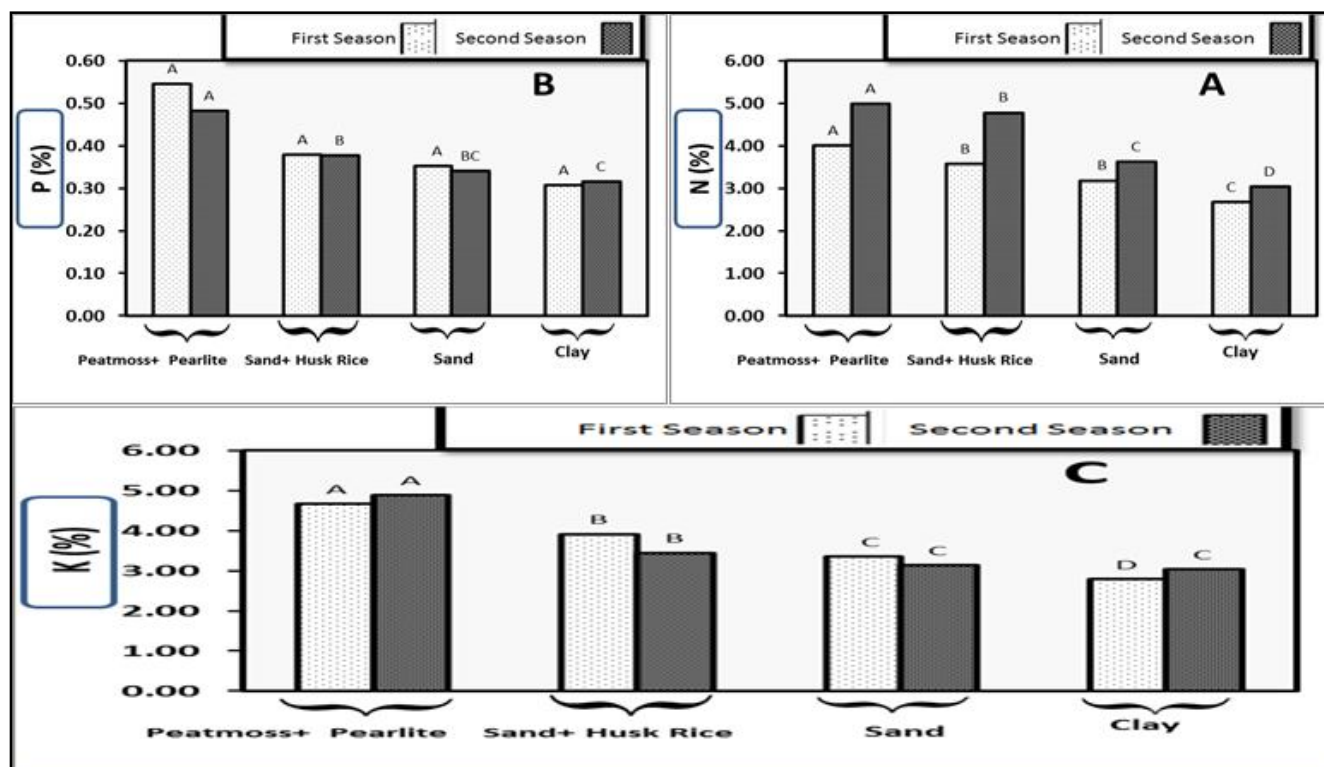 First Season Second Season
B
P (%)
0.60
0.50
0.40
0.30
0.20
0.10
0.00
A A A B A BC A C
Peatmoss+ Pearlite Sand+ Husk Rice Sand Clay
First Season Second Season
A
N (%)
6.00
5.00
4.00
3.00
2.00
1.00
0.00
A A B B B C C D
Peatmoss+ Pearlite Sand+ Husk Rice Sand Clay
First Season Second Season
C
K (%)
6.00
5.00
4.00
3.00
2.00
1.00
0.00
A A B B C C D C
Peatmoss+ Pearlite Sand+ Husk Rice Sand Clay